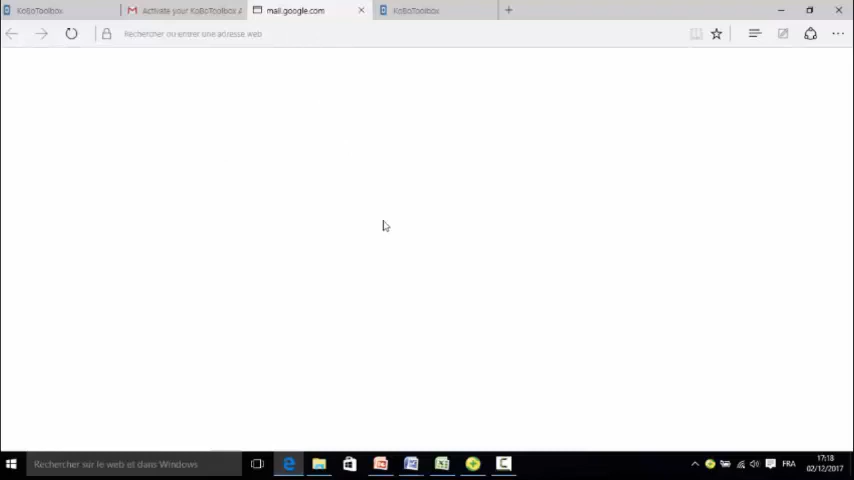 KoBoToolbox
Activate your KoBoToolbox A
mail.google.com
KoBoToolbox
Rechercher ou entrer une adresse web
Rechercher sur le web et dans Windows
FRA
17:18
02/12/2017